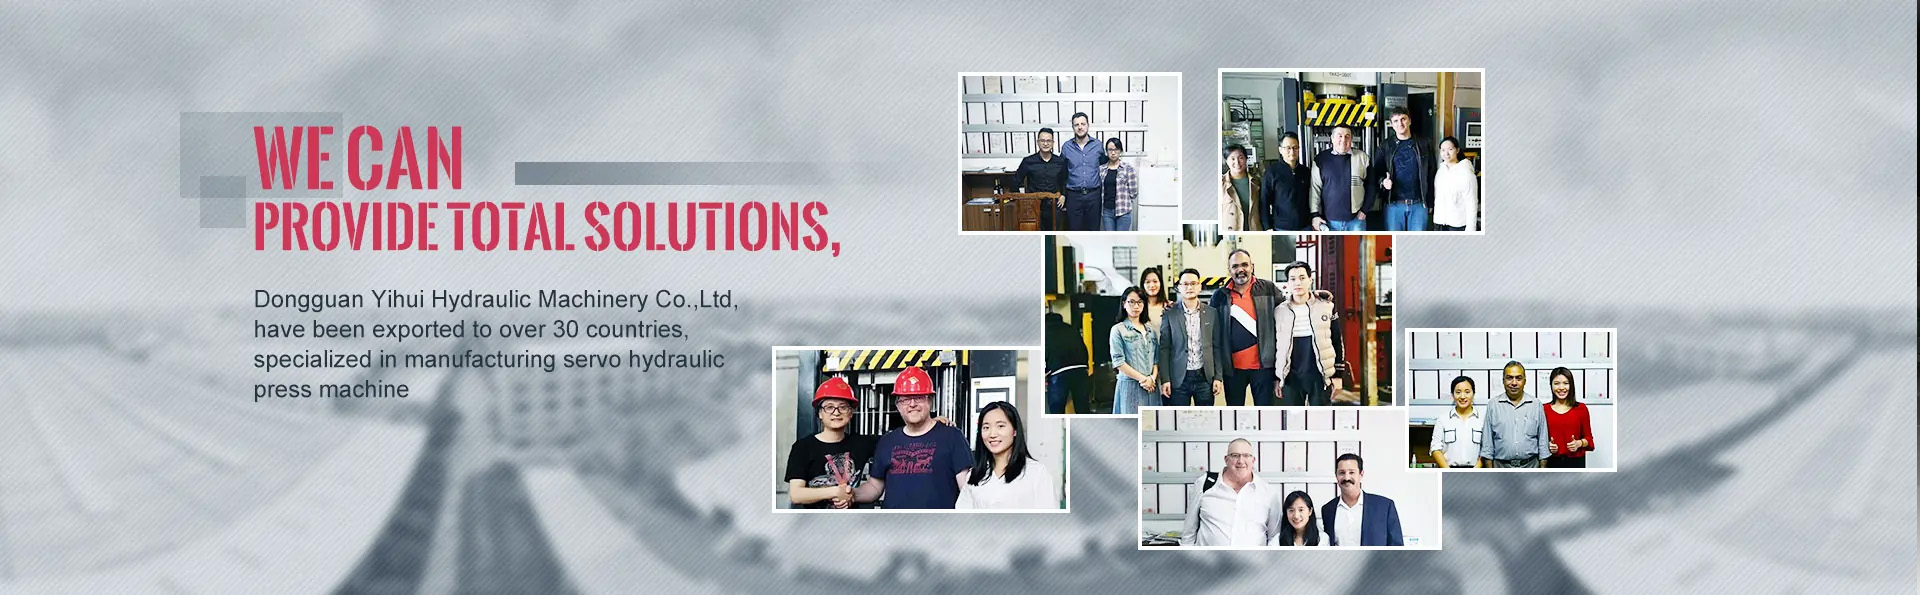 WE CAN
PROVIDE TOTAL SOLUTIONS,
Dongguan Yihui Hydraulic Machinery Co.,Ltd,
have been exported to over 30 countries,
specialized in manufacturing servo hydraulic
press machine